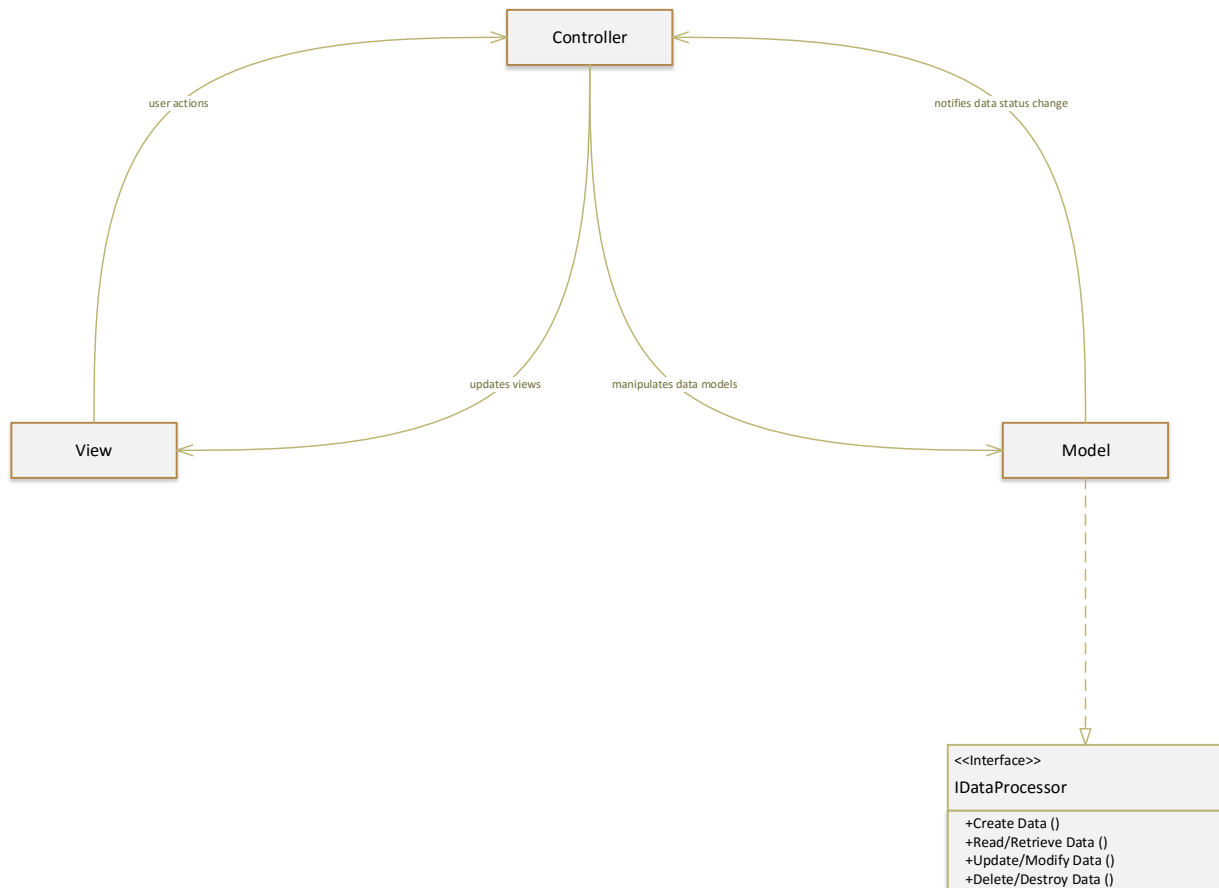 Controller
user actions
notifies data status change
updates views
manipulates data models
View
Model
<<Interface>>
IDataProcessor
+Create Data ()
+Read/Retrieve Data ()
+Update/Modify Data ()
+Delete/Destroy Data ()